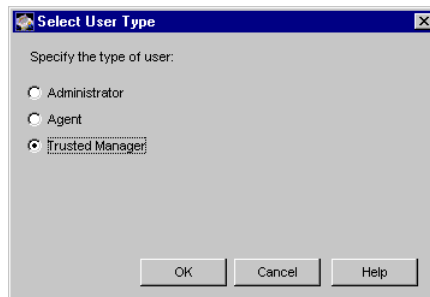 Select User Type
Specify the type of user:
Administrator
Agent
Trusted Manager
OK Cancel Help